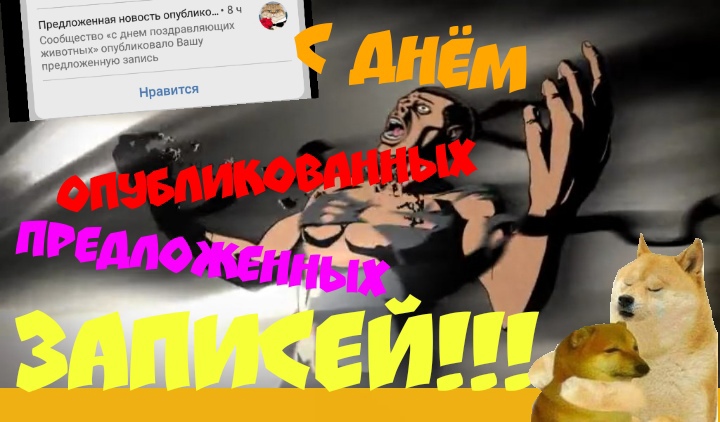 Предложенная новость опублико... • 8 ч
Сообщество «с днем поздравляющих
животных» опубликовало Вашу
предложенную запись
Нравится
С ДНЁМ
ОПУБЛИКОВАННЫХ
ПРЕДЛОЖЕННЫХ
ЗАПИСЕЙ!!!